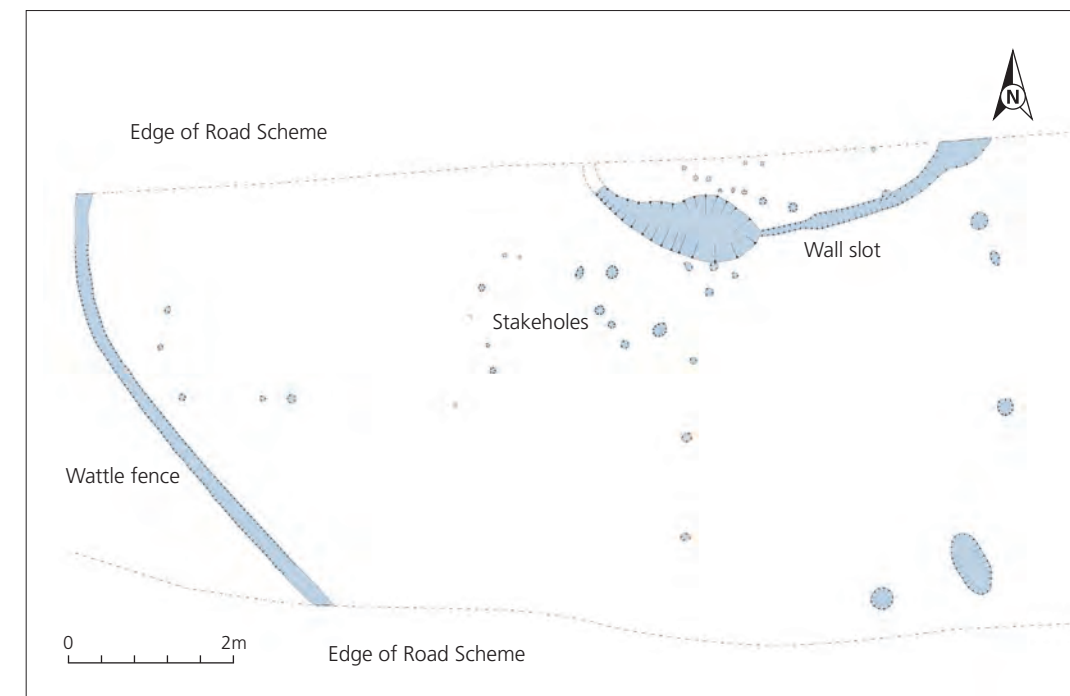 N
Edge of Road Scheme
Wall slot
Stakeholes
Wattle fence
0 2m
Edge of Road Scheme